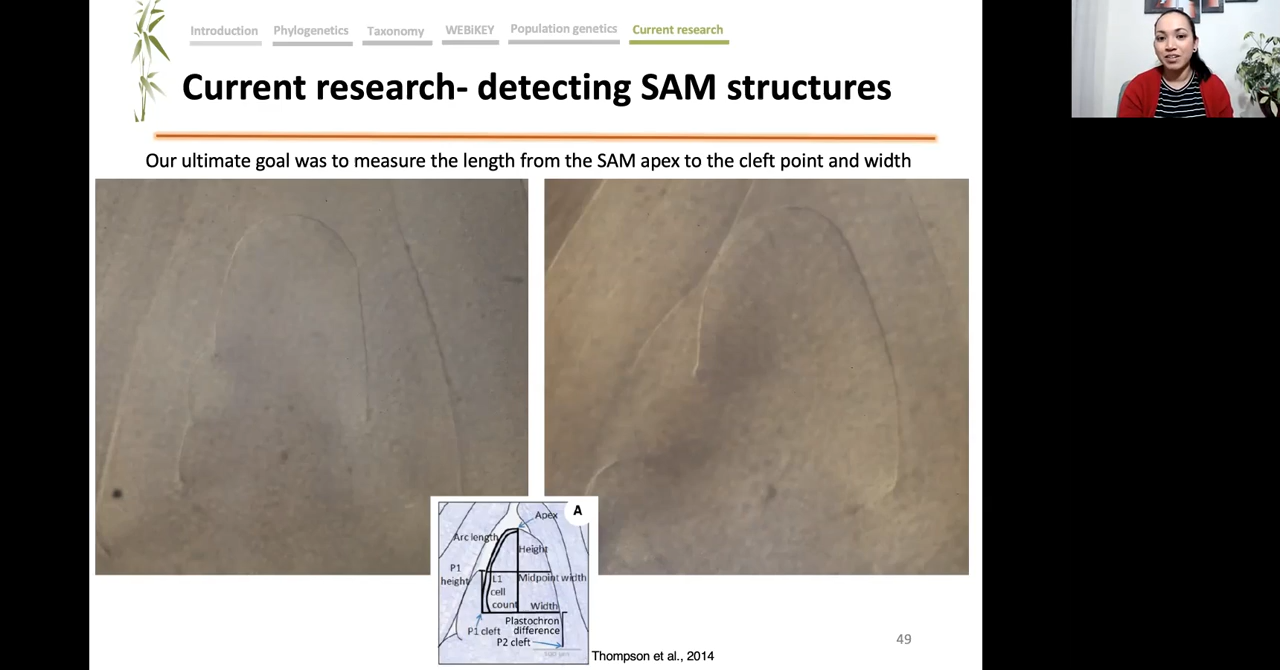 Introduction Phylogenetics Taxonomy WEBiKEY Population genetics Current research
Current research- detecting SAM structures
Our ultimate goal was to measure the length from the SAM apex to the cleft point and width
A
Apex
Arc length
Height
P1
height
L1
Midpoint width
cell
count
Width
Plastochron
difference
P1 cleft
P2 cleft
Thompson et al., 2014
49